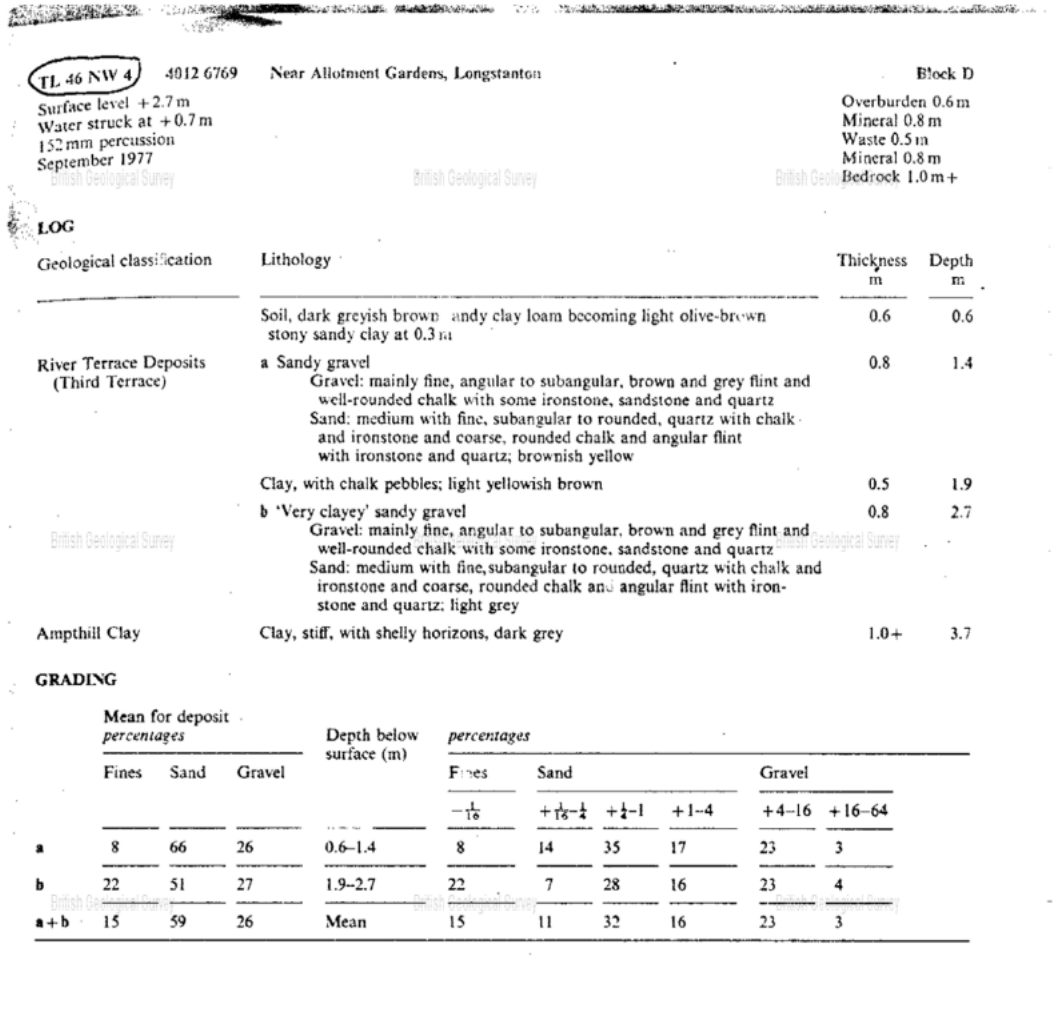 TL 46 NW 4 4012 6769 Near Allotment Gardens, Longstanton Block D
Surface level +2.7 m
Water struck at +0.7 m
152 mm percussion
September 1977
Overburden 0.6 m
Mineral 0.8 m
Waste 0.5 m
Mineral 0.8 m
Bedrock 1.0 m+
British Geological Survey British Geological Survey British Geological Survey
LOG
Geological classification Lithology Thickness Depth
m m
Soil, dark greyish brown andy clay loam becoming light olive-brown 0.6 0.6
stony sandy clay at 0.3 m
River Terrace Deposits a Sandy gravel 0.8 1.4
(Third Terrace) Gravel: mainly fine, angular to subangular, brown and grey flint and
well-rounded chalk with some ironstone, sandstone and quartz
Sand: medium with fine, subangular to rounded, quartz with chalk
and ironstone and coarse, rounded chalk and angular flint
with ironstone and quartz; brownish yellow
Clay, with chalk pebbles; light yellowish brown 0.5 1.9
b ‘Very clayey’ sandy gravel 0.8 2.7
Gravel: mainly fine, angular to subangular, brown and grey flint and
British Geological Survey British Geological Survey British Geological Survey
well-rounded chalk with some ironstone, sandstone and quartz
Sand: medium with fine, subangular to rounded, quartz with chalk and
ironstone and coarse, rounded chalk and angular flint with iron-
stone and quartz; light grey
Ampthill Clay Clay, stiff, with shelly horizons, dark grey 1.0+ 3.7
GRADING
Mean for deposit
percentages Depth below percentages
surface (m)
Fines Sand Gravel Fines Sand Gravel
−1/16 +1/16–1/4 +1/4–1 +1–4 +4–16 +16–64
a 8 66 26 0.6–1.4 8 14 35 17 23 3
b 22 51 27 1.9–2.7 22 7 28 16 23 4
British Geological Survey British Geological Survey British Geological Survey
a+b 15 59 26 Mean 15 11 32 16 23 3